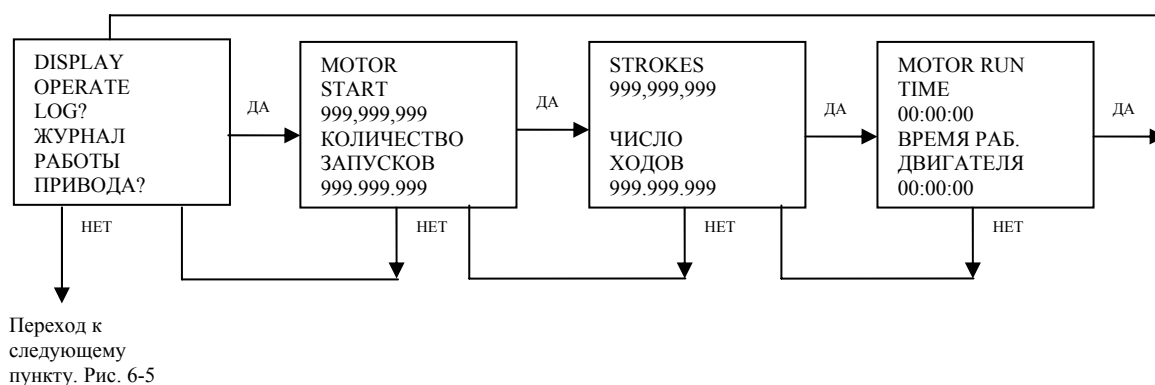 DISPLAY
OPERATE
LOG?
ЖУРНАЛ
РАБОТЫ
ПРИВОДА?
ДА
MOTOR
START
999,999,999
КОЛИЧЕСТВО
ЗАПУСКОВ
999.999.999
ДА
STROKES
999,999,999
ЧИСЛО
ХОДОВ
999.999.999
ДА
MOTOR RUN
TIME
00:00:00
ВРЕМЯ РАБ.
ДВИГАТЕЛЯ
00:00:00
ДА
НЕТ
НЕТ
НЕТ
НЕТ
Переход к
следующему
пункту. Рис. 6-5